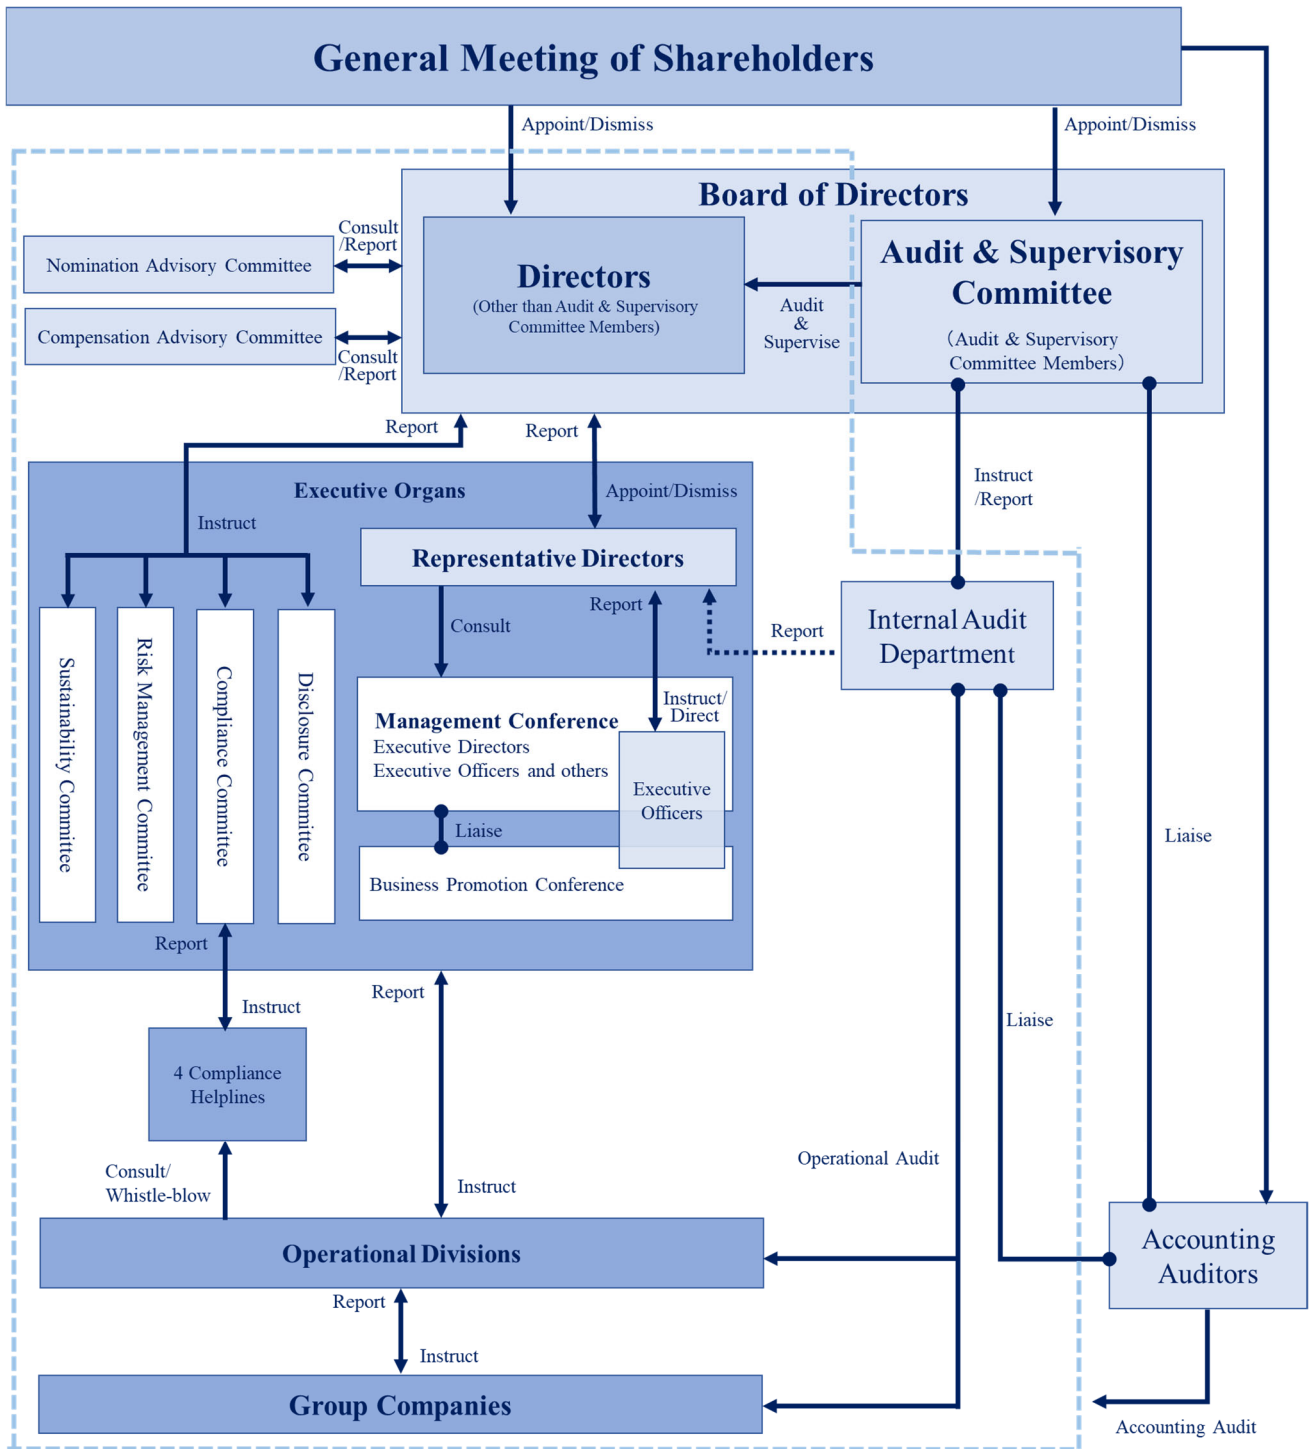 General Meeting of Shareholders
Appoint/Dismiss
Appoint/Dismiss
Board of Directors
Consult
/Report
Nomination Advisory Committee
Compensation Advisory Committee
Consult
/Report
Directors
(Other than Audit & Supervisory
Committee Members)
Audit
&
Supervise
Audit & Supervisory
Committee
(Audit & Supervisory
Committee Members)
Report
Report
Instruct
/Report
Executive Organs
Appoint/Dismiss
Instruct
Representative Directors
Report
Consult
Report
Internal Audit
Department
Sustainability Committee
Risk Management Committee
Compliance Committee
Disclosure Committee
Instruct/
Direct
Management Conference
Executive Directors
Executive Officers and others
Executive
Officers
Liaise
Business Promotion Conference
Liaise
Report
Instruct
Report
Liaise
4 Compliance
Helplines
Consult/
Whistle-blow
Instruct
Operational Audit
Operational Divisions
Accounting
Auditors
Report
Instruct
Group Companies
Accounting Audit